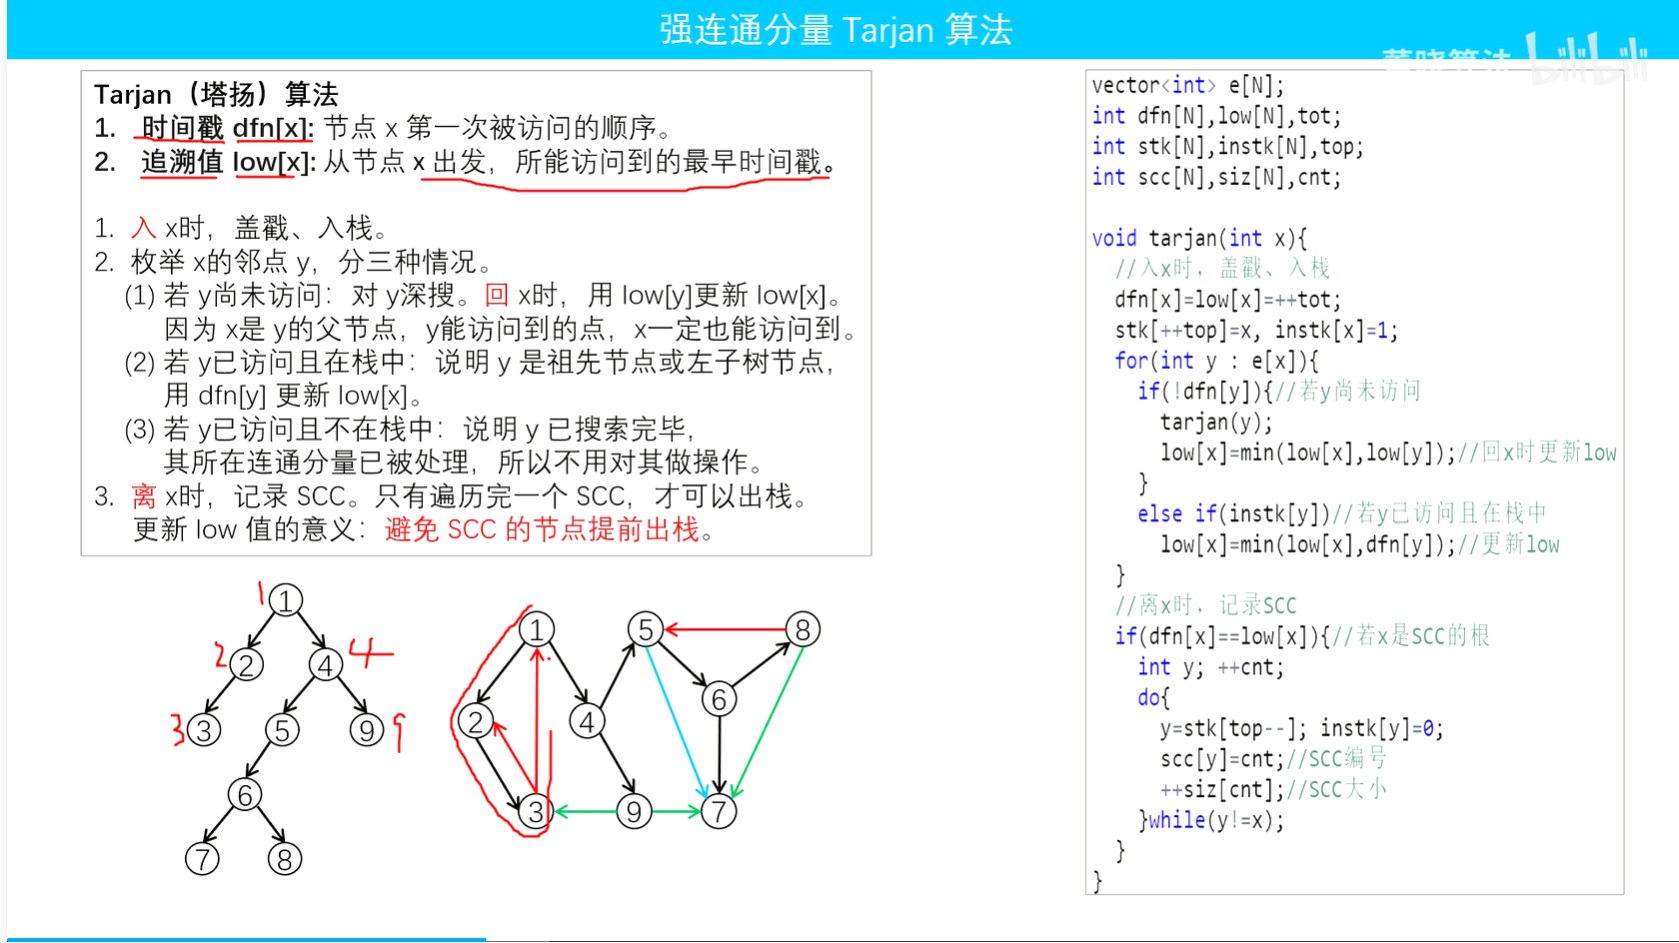 强连通分量 Tarjan 算法
董晓算法 bilibili
Tarjan（塔扬）算法
1. 时间戳 dfn[x]: 节点 x 第一次被访问的顺序。
2. 追溯值 low[x]: 从节点 x 出发，所能访问到的最早时间戳。
1. 入 x时，盖戳、入栈。
2. 枚举 x的邻点 y，分三种情况。
(1) 若 y尚未访问：对 y深搜。回 x时，用 low[y]更新 low[x]。
因为 x是 y的父节点，y能访问到的点，x一定也能访问到。
(2) 若 y已访问且在栈中：说明 y 是祖先节点或左子树节点，
用 dfn[y] 更新 low[x]。
(3) 若 y已访问且不在栈中：说明 y 已搜索完毕，
其所在连通分量已被处理，所以不用对其做操作。
3. 离 x时，记录 SCC。只有遍历完一个 SCC，才可以出栈。
更新 low 值的意义：避免 SCC 的节点提前出栈。
1 1
2 2 4 4
3 3 5 9 9
6
7 8
1 5 8
6
2 4
3 9 7
vector<int> e[N];
int dfn[N],low[N],tot;
int stk[N],instk[N],top;
int scc[N],siz[N],cnt;
void tarjan(int x){
//入x时，盖戳、入栈
dfn[x]=low[x]=++tot;
stk[++top]=x, instk[x]=1;
for(int y : e[x]){
if(!dfn[y]){//若y尚未访问
tarjan(y);
low[x]=min(low[x],low[y]);//回x时更新low
}
else if(instk[y])//若y已访问且在栈中
low[x]=min(low[x],dfn[y]);//更新low
}
//离x时，记录SCC
if(dfn[x]==low[x]){//若x是SCC的根
int y; ++cnt;
do{
y=stk[top--]; instk[y]=0;
scc[y]=cnt;//SCC编号
++siz[cnt];//SCC大小
}while(y!=x);
}
}